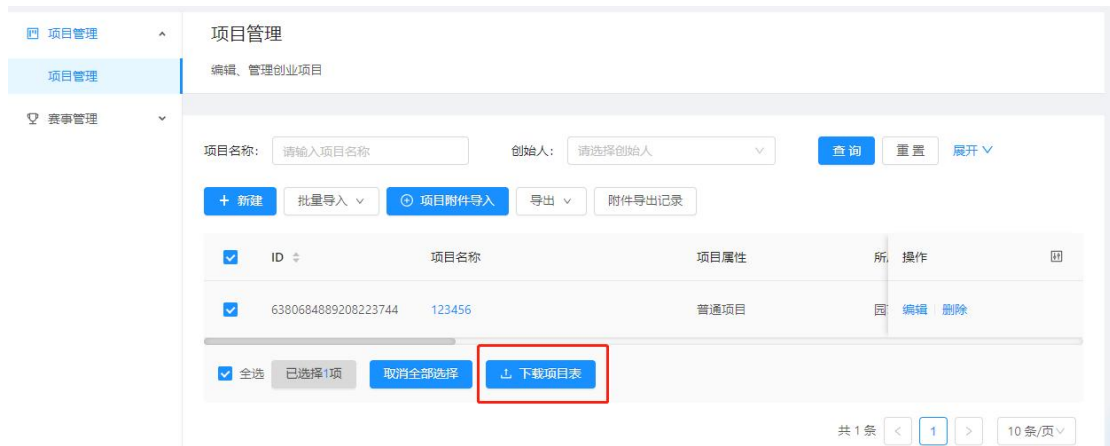 项目管理
项目管理
赛事管理
项目管理
编辑、管理创业项目
项目名称： 请输入项目名称 创始人： 请选择创始人 查询 重置 展开
+ 新建 批量导入 项目附件导入 导出 附件导出记录
ID 项目名称 项目属性 所 操作
6380684889208223744 123456 普通项目 园 编辑 删除
全选 已选择1项 取消全部选择 下载项目表
共 1 条 < 1 > 10 条/页